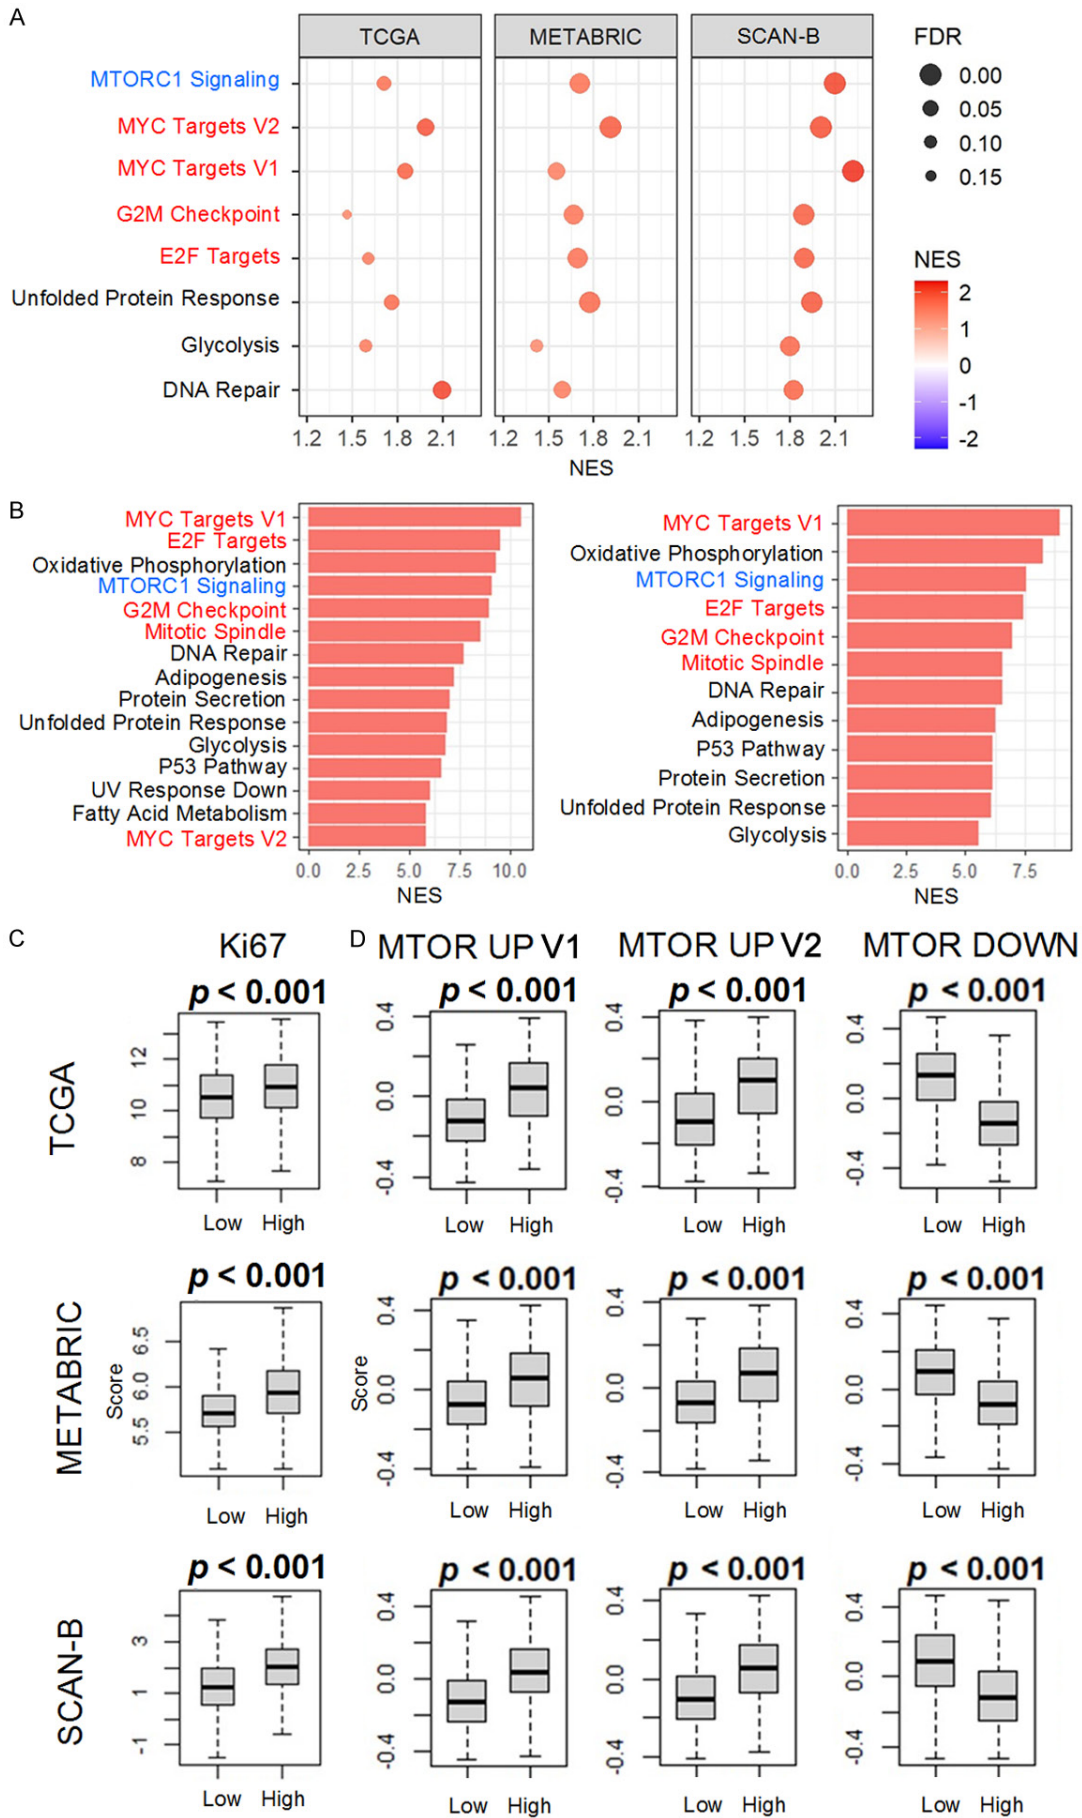 A
TCGA METABRIC SCAN-B
MTORC1 Signaling
MYC Targets V2
MYC Targets V1
G2M Checkpoint
E2F Targets
Unfolded Protein Response
Glycolysis
DNA Repair
1.2 1.5 1.8 2.1 1.2 1.5 1.8 2.1 1.2 1.5 1.8 2.1
NES
FDR
0.00
0.05
0.10
0.15
NES
2
1
0
-1
-2
B
MYC Targets V1
E2F Targets
Oxidative Phosphorylation
MTORC1 Signaling
G2M Checkpoint
Mitotic Spindle
DNA Repair
Adipogenesis
Protein Secretion
Unfolded Protein Response
Glycolysis
P53 Pathway
UV Response Down
Fatty Acid Metabolism
MYC Targets V2
0.0 2.5 5.0 7.5 10.0
NES
MYC Targets V1
Oxidative Phosphorylation
MTORC1 Signaling
E2F Targets
G2M Checkpoint
Mitotic Spindle
DNA Repair
Adipogenesis
P53 Pathway
Protein Secretion
Unfolded Protein Response
Glycolysis
0.0 2.5 5.0 7.5
NES
C
Ki67
D
MTOR UP V1 MTOR UP V2 MTOR DOWN
TCGA
p < 0.001 p < 0.001 p < 0.001 p < 0.001
12
10
8
0.4
0.0
-0.4
0.4
0.0
-0.4
0.4
0.0
-0.4
Low High Low High Low High Low High
METABRIC
p < 0.001 p < 0.001 p < 0.001 p < 0.001
Score
6.5
6.0
5.5
Score
0.4
0.0
-0.4
0.4
0.0
-0.4
0.4
0.0
-0.4
Low High Low High Low High Low High
SCAN-B
p < 0.001 p < 0.001 p < 0.001 p < 0.001
3
1
-1
0.4
0.0
-0.4
0.4
0.0
-0.4
0.4
0.0
-0.4
Low High Low High Low High Low High